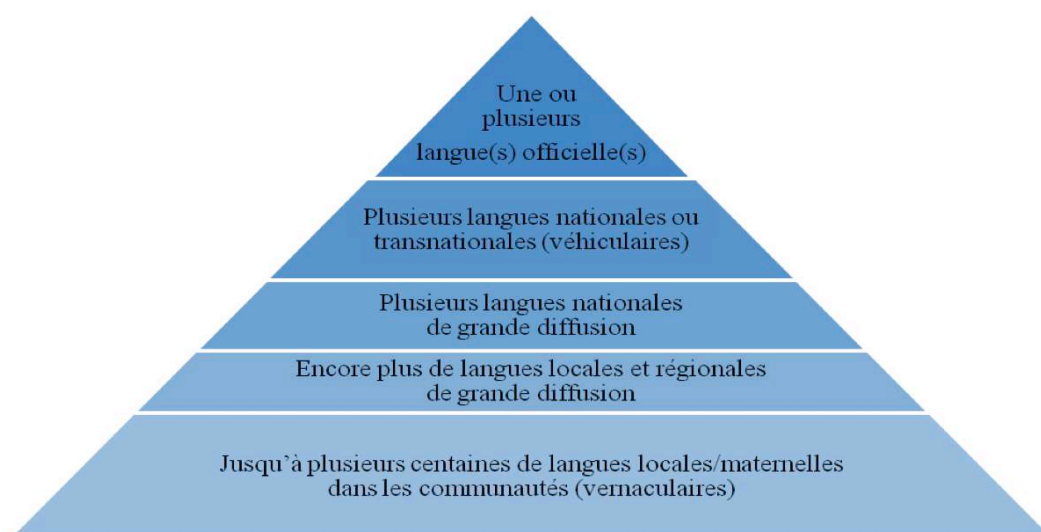 Une ou
plusieurs
langue(s) officielle(s)
Plusieurs langues nationales ou
transnationales (véhiculaires)
Plusieurs langues nationales
de grande diffusion
Encore plus de langues locales et régionales
de grande diffusion
Jusqu’à plusieurs centaines de langues locales/maternelles
dans les communautés (vernaculaires)